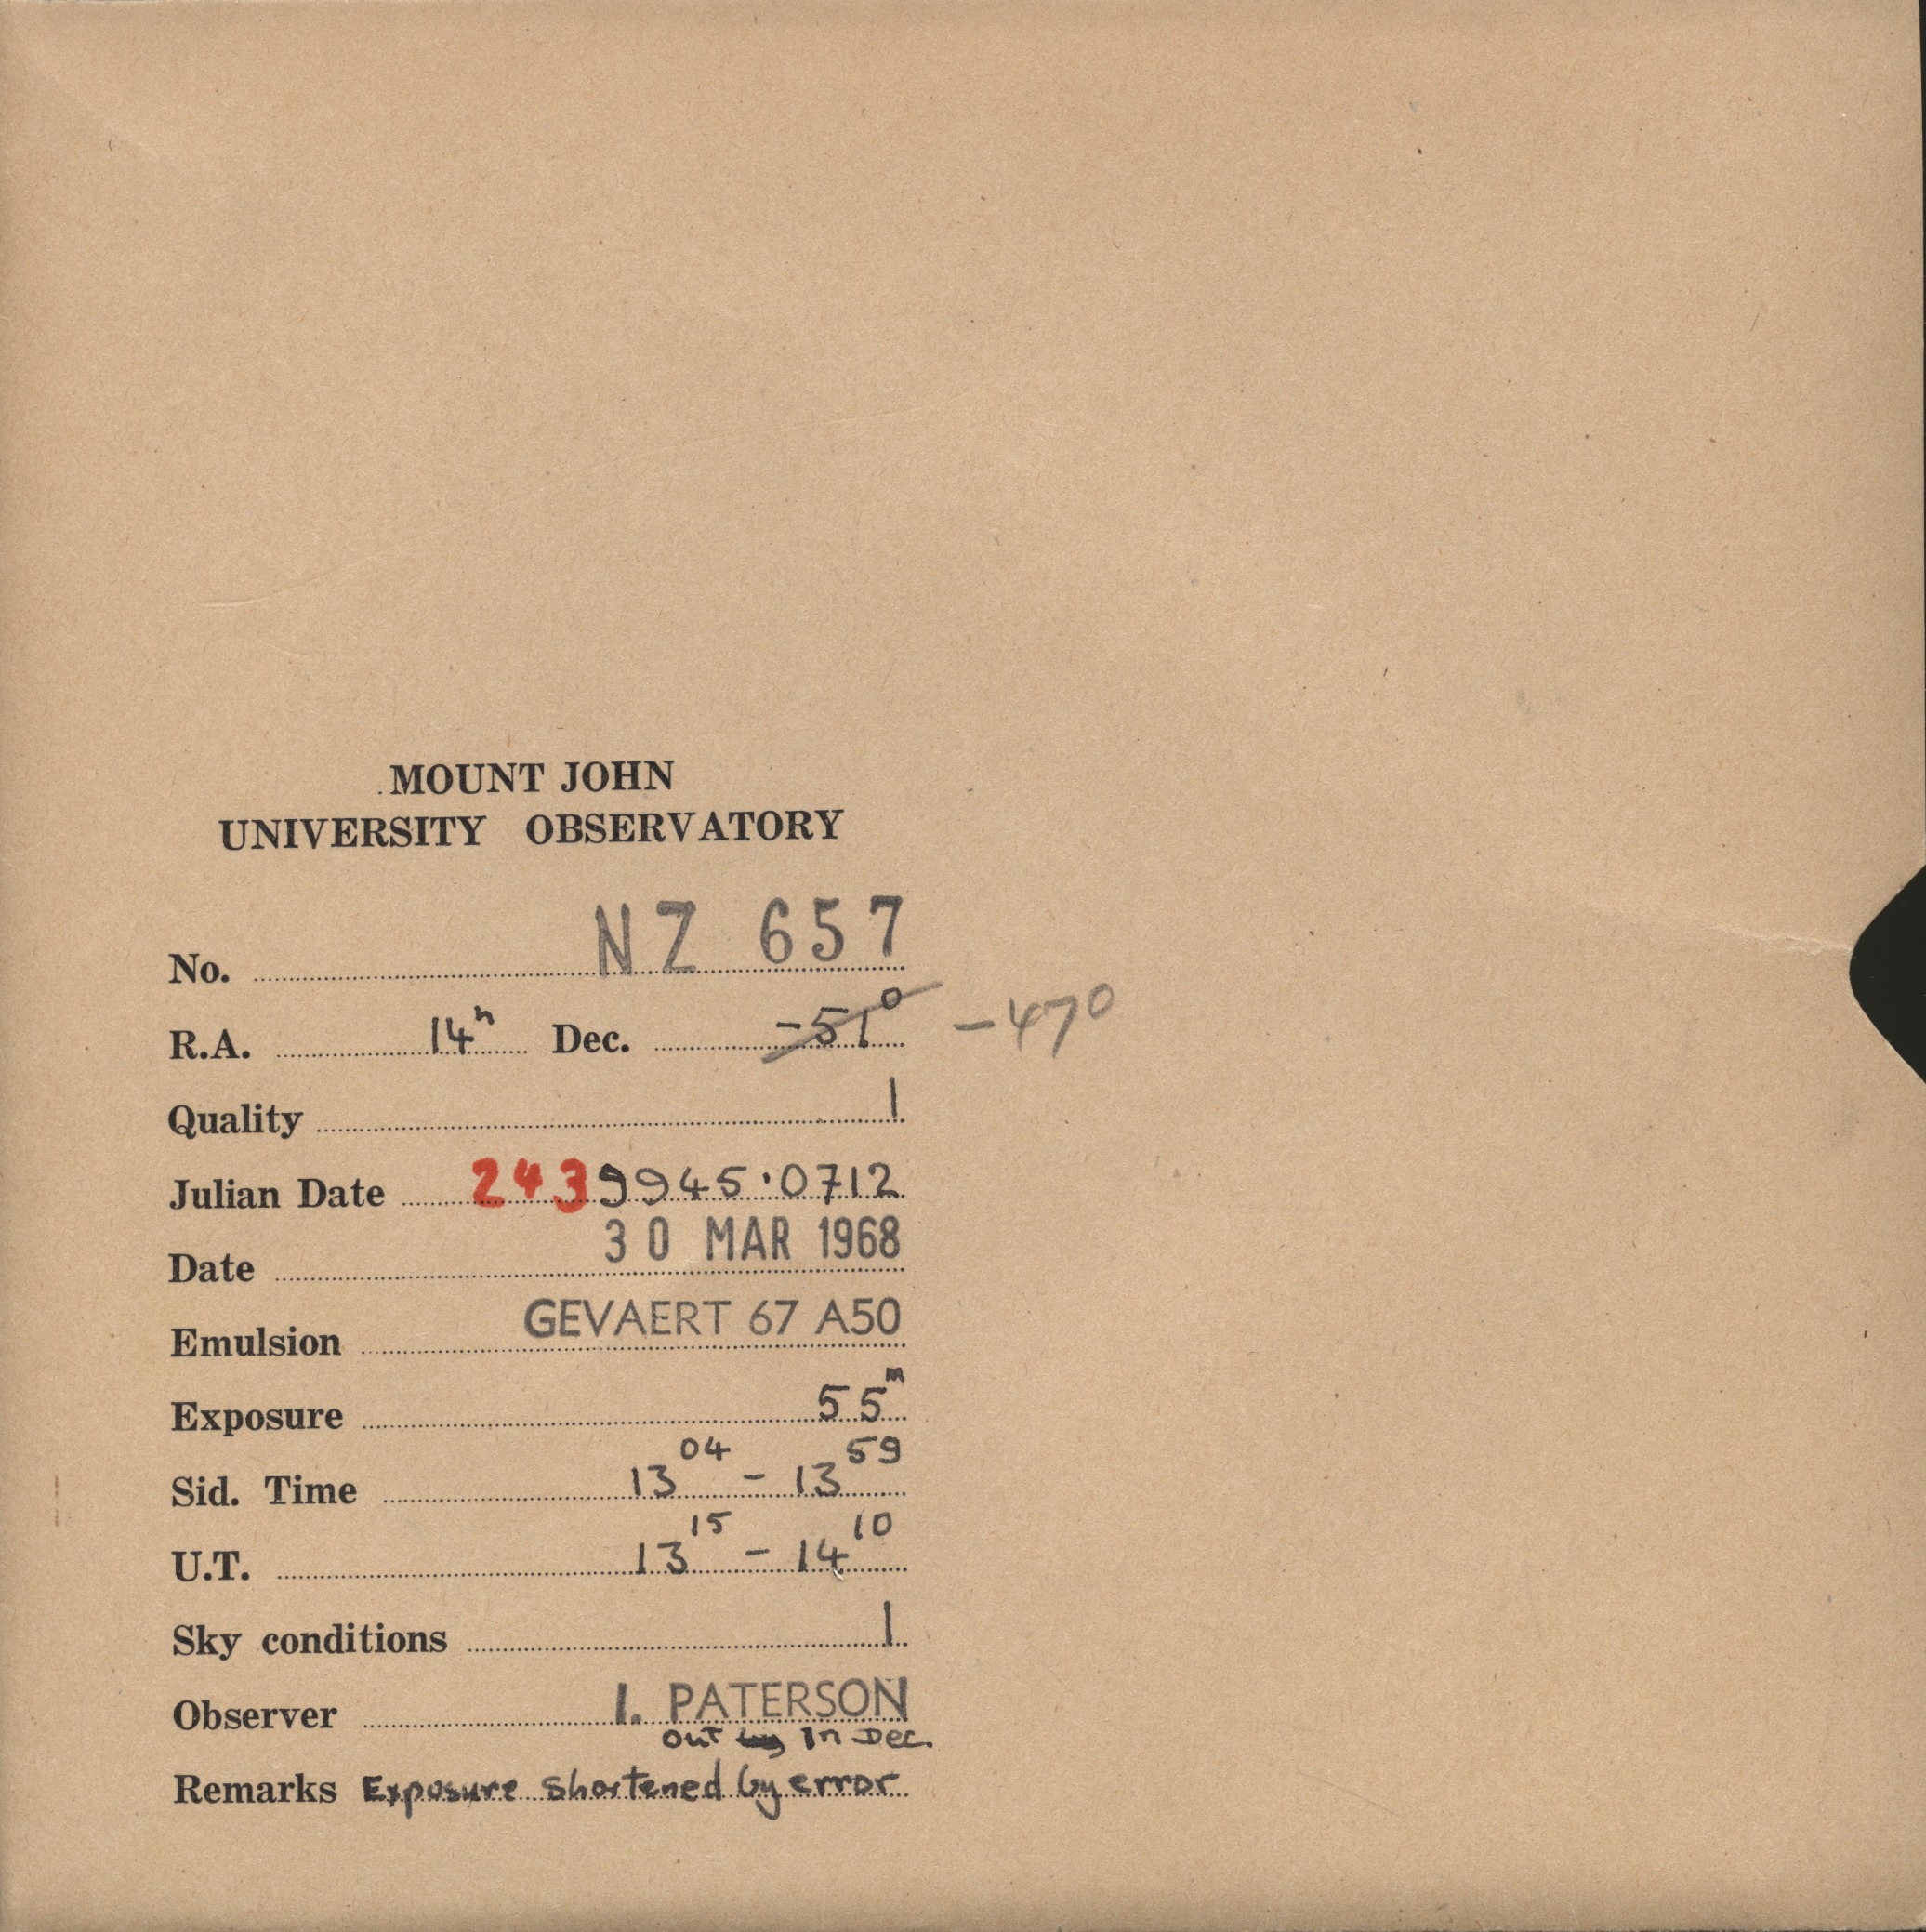 MOUNT JOHN
UNIVERSITY OBSERVATORY
No. NZ 657
R.A. 14h Dec. -51° -47°
Quality 1
Julian Date 2439945.0712
Date 30 MAR 1968
Emulsion GEVAERT 67 A50
Exposure 55m
Sid. Time 13 04 - 13 59
U.T. 13 15 - 14 10
Sky conditions 1
Observer I. PATERSON
out in Dec.
Remarks Exposure shortened by error